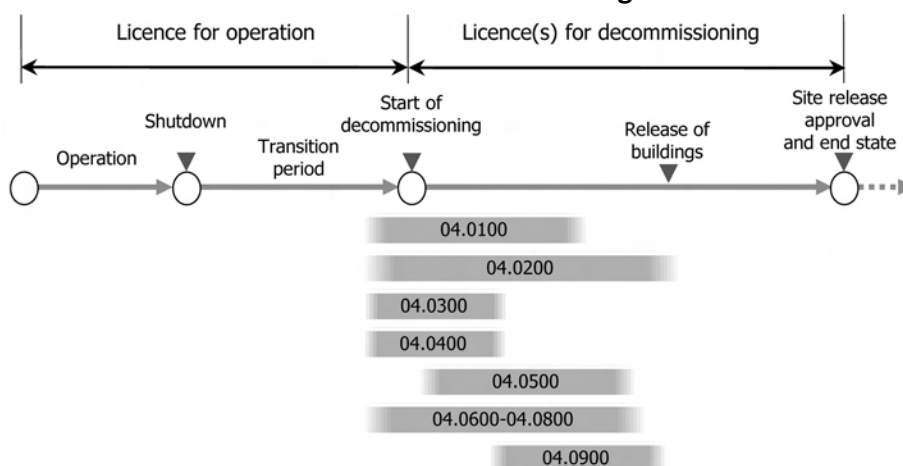 Licence for operation
Licence(s) for decommissioning
Shutdown
Start of
decommissioning
Site release
approval
and end state
Operation
Transition
period
Release of
buildings
04.0100
04.0200
04.0300
04.0400
04.0500
04.0600-04.0800
04.0900